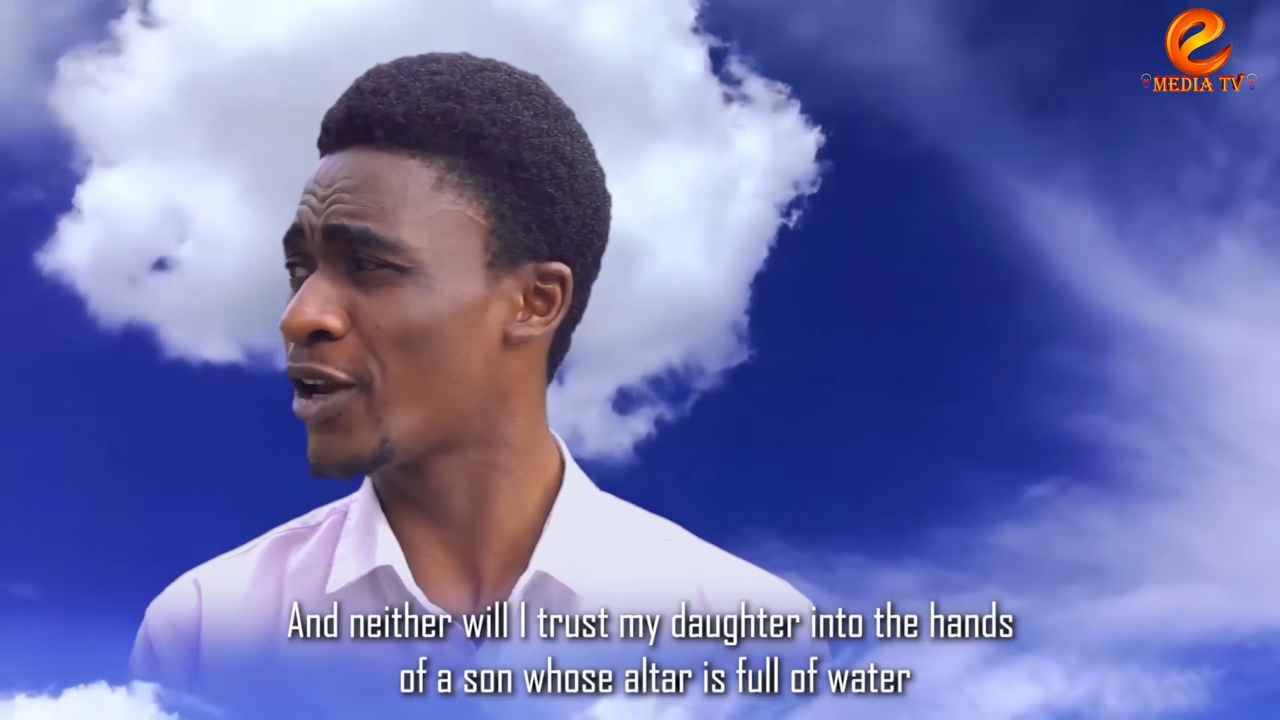 e
MEDIA TV
And neither will I trust my daughter into the hands
of a son whose altar is full of water